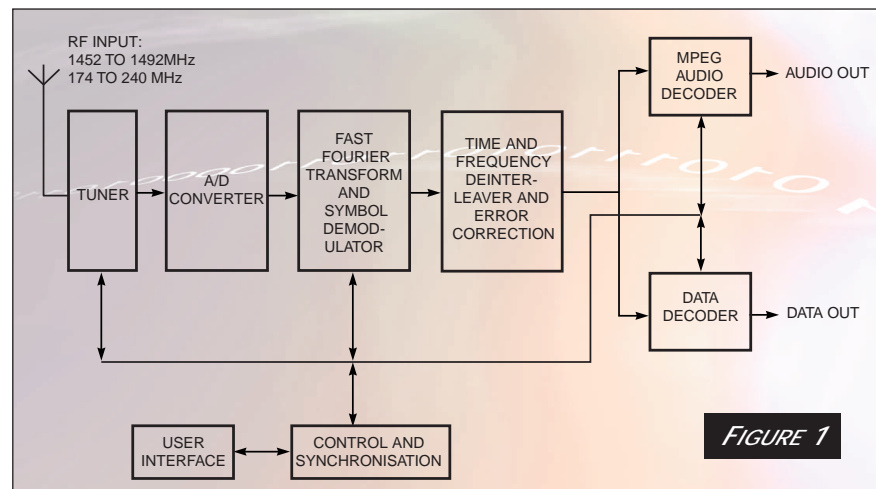 RF INPUT:
1452 TO 1492MHz
174 TO 240 MHz
TUNER
A/D
CONVERTER
FAST
FOURIER
TRANSFORM
AND
SYMBOL
DEMOD-
ULATOR
TIME AND
FREQUENCY
DEINTER-
LEAVER AND
ERROR
CORRECTION
MPEG
AUDIO
DECODER
AUDIO OUT
DATA
DECODER
DATA OUT
USER
INTERFACE
CONTROL AND
SYNCHRONISATION
FIGURE 1